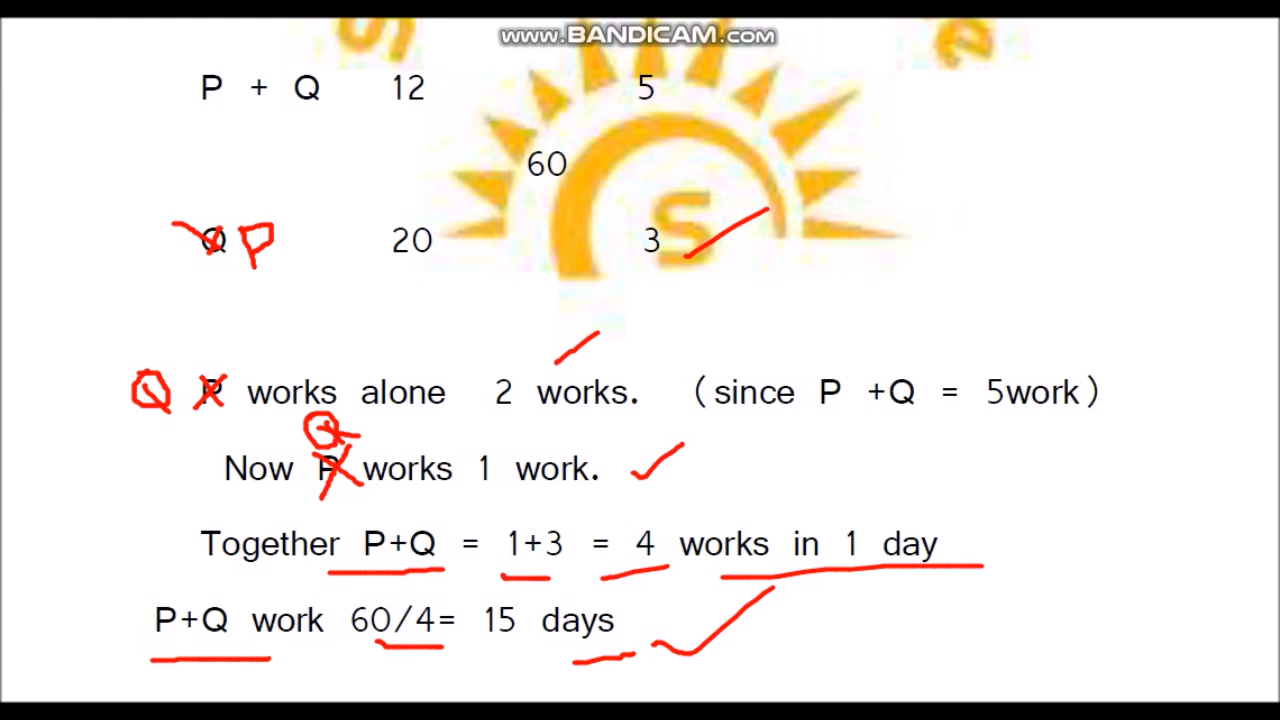 www.BANDICAM.com
S e
P + Q 12 5
60
S
Q P 20 3
Q P works alone 2 works. (since P +Q = 5work)
Q
Now P works 1 work.
Together P+Q = 1+3 = 4 works in 1 day
P+Q work 60/4= 15 days